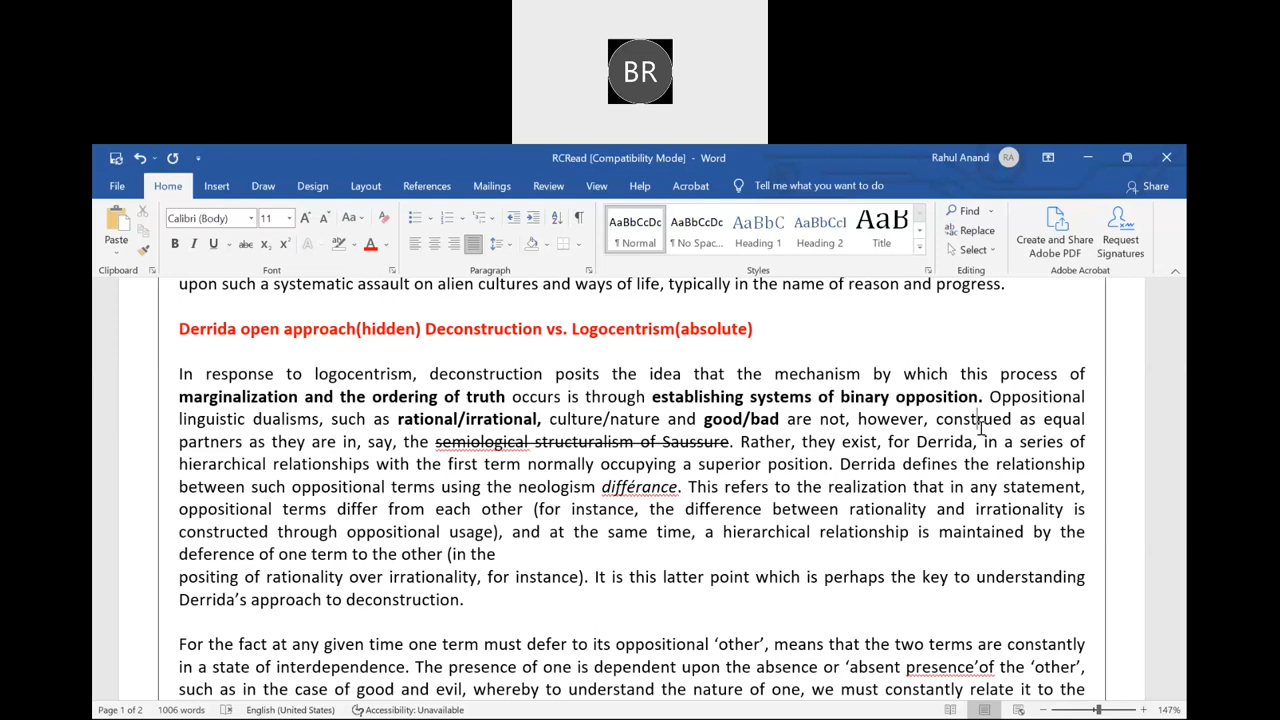 BR
RCRead [Compatibility Mode] - Word
Rahul Anand
RA
File Home Insert Draw Design Layout References Mailings Review View Help Acrobat Tell me what you want to do Share
Paste
Calibri (Body) 11
Aa
B I U abc x₂ x² A A
AaBbCcDc AaBbCcDc AaBbC AaBbCcI AaB
¶ Normal ¶ No Spac... Heading 1 Heading 2 Title
Find
Replace
Select
Create and Share Adobe PDF
Request Signatures
Clipboard Font Paragraph Styles Editing Adobe Acrobat
upon such a systematic assault on alien cultures and ways of life, typically in the name of reason and progress.
Derrida open approach(hidden) Deconstruction vs. Logocentrism(absolute)
In response to logocentrism, deconstruction posits the idea that the mechanism by which this process of
marginalization and the ordering of truth occurs is through establishing systems of binary opposition. Oppositional
linguistic dualisms, such as rational/irrational, culture/nature and good/bad are not, however, construed as equal
partners as they are in, say, the semiological structuralism of Saussure. Rather, they exist, for Derrida, in a series of
hierarchical relationships with the first term normally occupying a superior position. Derrida defines the relationship
between such oppositional terms using the neologism différance. This refers to the realization that in any statement,
oppositional terms differ from each other (for instance, the difference between rationality and irrationality is
constructed through oppositional usage), and at the same time, a hierarchical relationship is maintained by the
deference of one term to the other (in the
positing of rationality over irrationality, for instance). It is this latter point which is perhaps the key to understanding
Derrida's approach to deconstruction.
For the fact at any given time one term must defer to its oppositional 'other', means that the two terms are constantly
in a state of interdependence. The presence of one is dependent upon the absence or 'absent presence'of the 'other',
such as in the case of good and evil, whereby to understand the nature of one, we must constantly relate it to the
Page 1 of 2 1006 words English (United States) Accessibility: Unavailable 147%